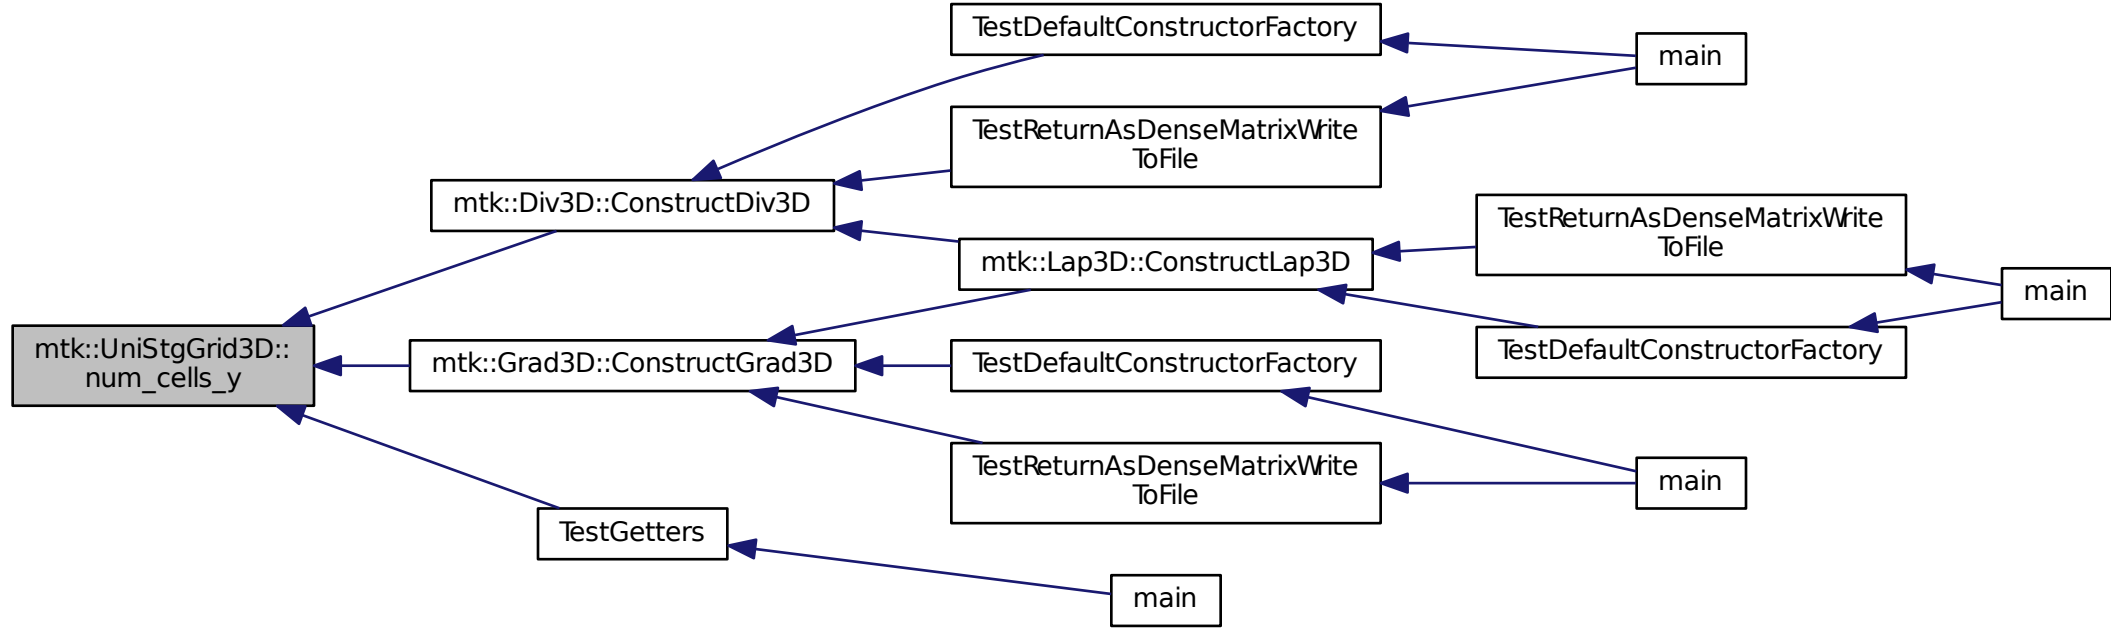 TestDefaultConstructorFactory
main
TestReturnAsDenseMatrixWrite
ToFile
mtk::Div3D::ConstructDiv3D
TestReturnAsDenseMatrixWrite
ToFile
mtk::Lap3D::ConstructLap3D
main
mtk::UniStgGrid3D::
num_cells_y
mtk::Grad3D::ConstructGrad3D
TestDefaultConstructorFactory
TestDefaultConstructorFactory
TestReturnAsDenseMatrixWrite
ToFile
main
TestGetters
main